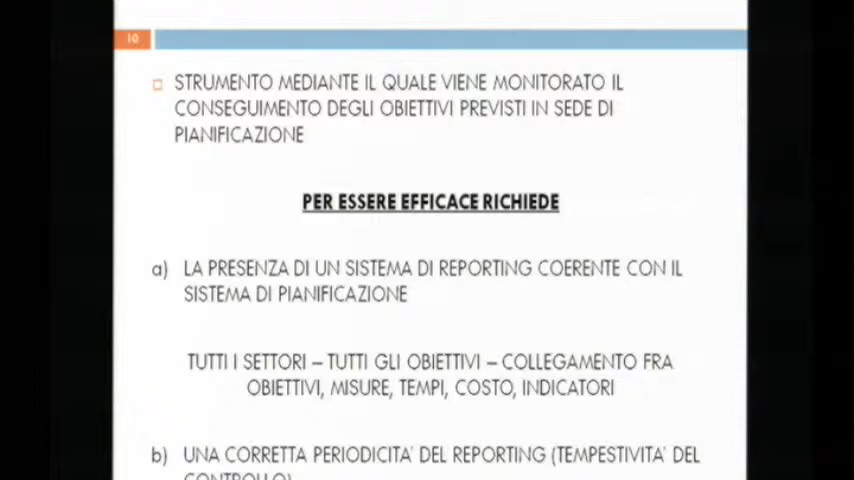 10
STRUMENTO MEDIANTE IL QUALE VIENE MONITORATO IL
CONSEGUIMENTO DEGLI OBIETTIVI PREVISTI IN SEDE DI
PIANIFICAZIONE
PER ESSERE EFFICACE RICHIEDE
a) LA PRESENZA DI UN SISTEMA DI REPORTING COERENTE CON IL
SISTEMA DI PIANIFICAZIONE
TUTTI I SETTORI – TUTTI GLI OBIETTIVI – COLLEGAMENTO FRA
OBIETTIVI, MISURE, TEMPI, COSTO, INDICATORI
b) UNA CORRETTA PERIODICITA' DEL REPORTING (TEMPESTIVITA' DEL
CONTROLLO)